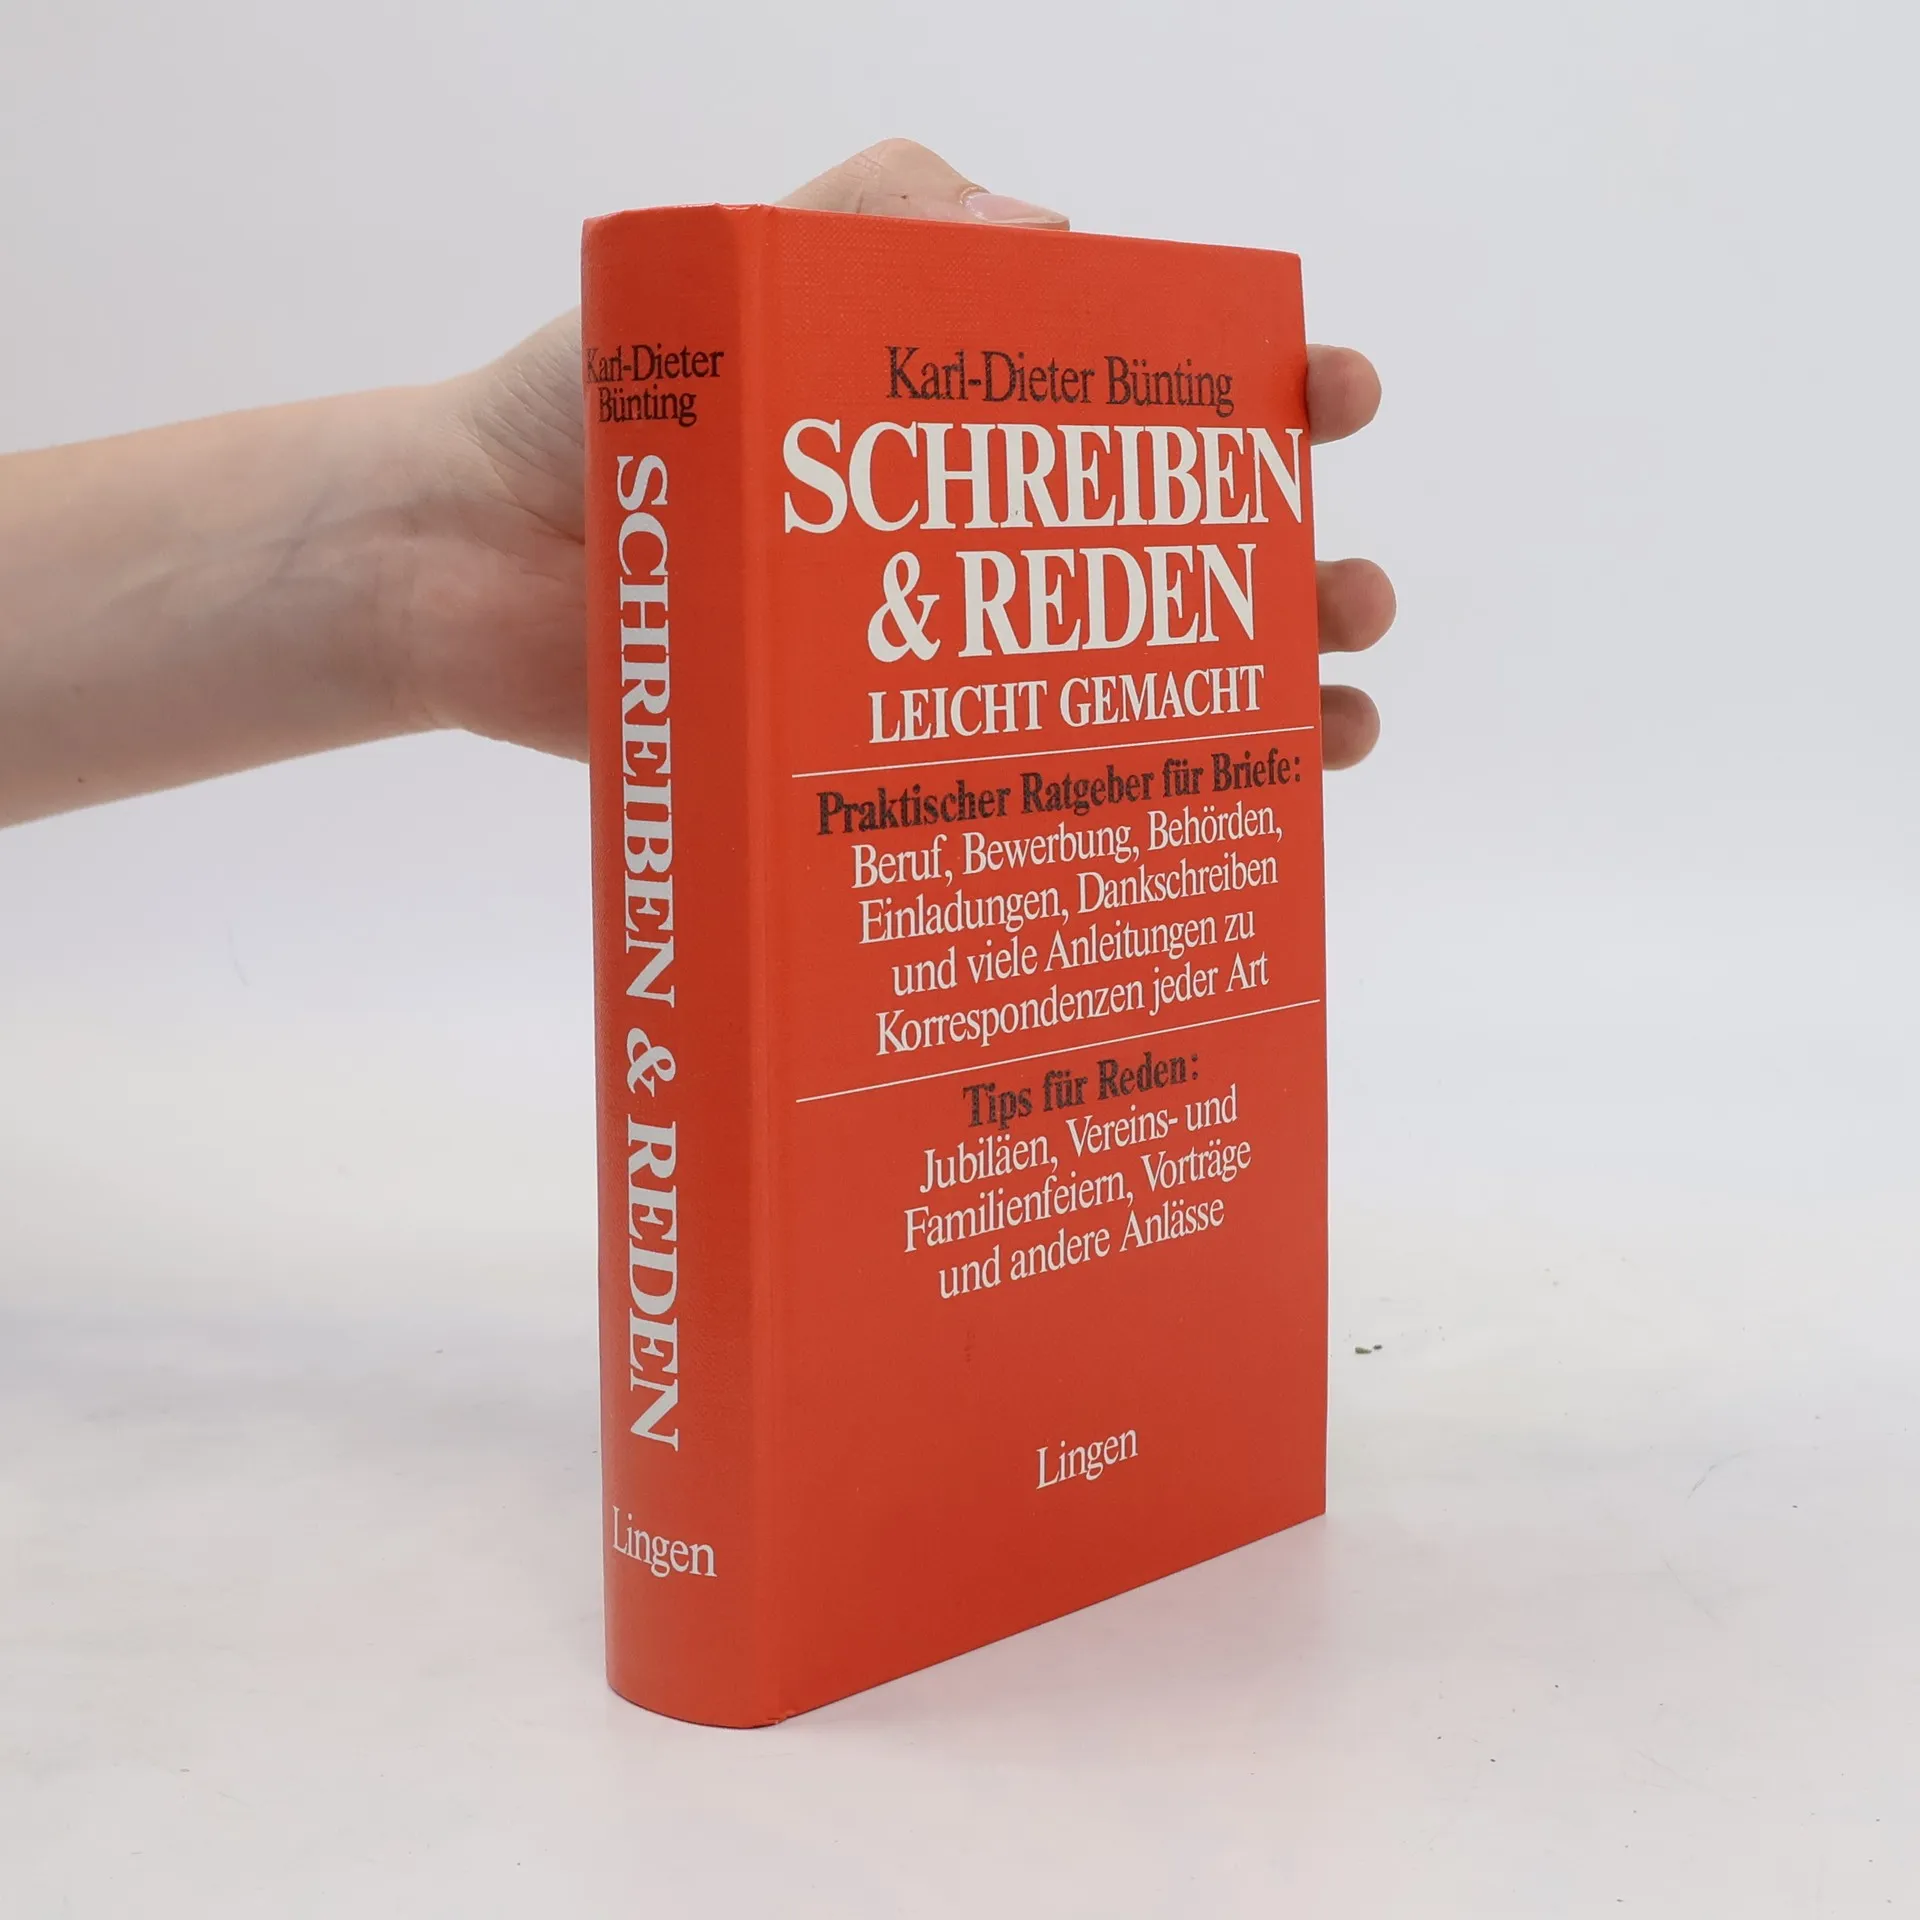 Karl-Dieter
Bünting
SCHREIBEN & REDEN
Lingen
Karl-Dieter Bünting
SCHREIBEN
& REDEN
LEICHT GEMACHT
Praktischer Ratgeber für Briefe:
Beruf, Bewerbung, Behörden,
Einladungen, Dankschreiben
und viele Anleitungen zu
Korrespondenzen jeder Art
Tips für Reden:
Jubiläen, Vereins- und
Familienfeiern, Vorträge
und andere Anlässe
Lingen